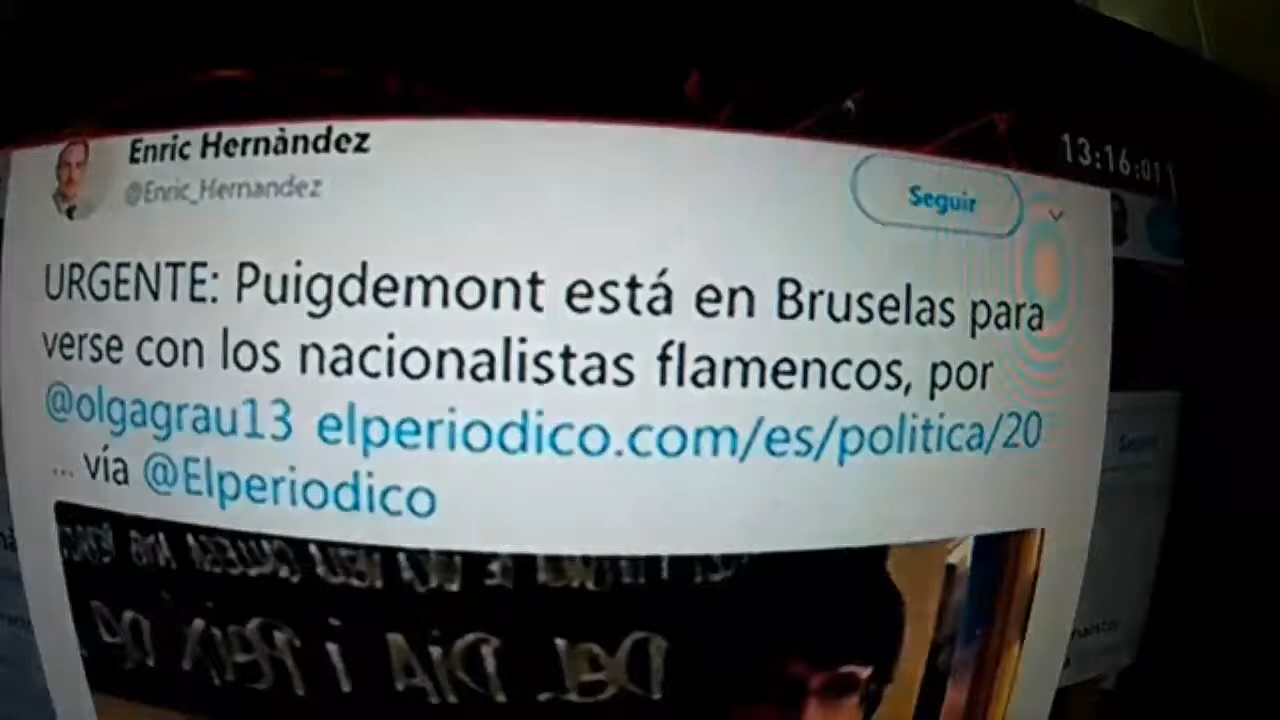 Enric Hernàndez
@Enric_Hernandez
Seguir
13:16:01
URGENTE: Puigdemont está en Bruselas para
verse con los nacionalistas flamencos, por
@olgagrau13 elperiodico.com/es/politica/20
... vía @Elperiodico
DEL DIA I PEIX